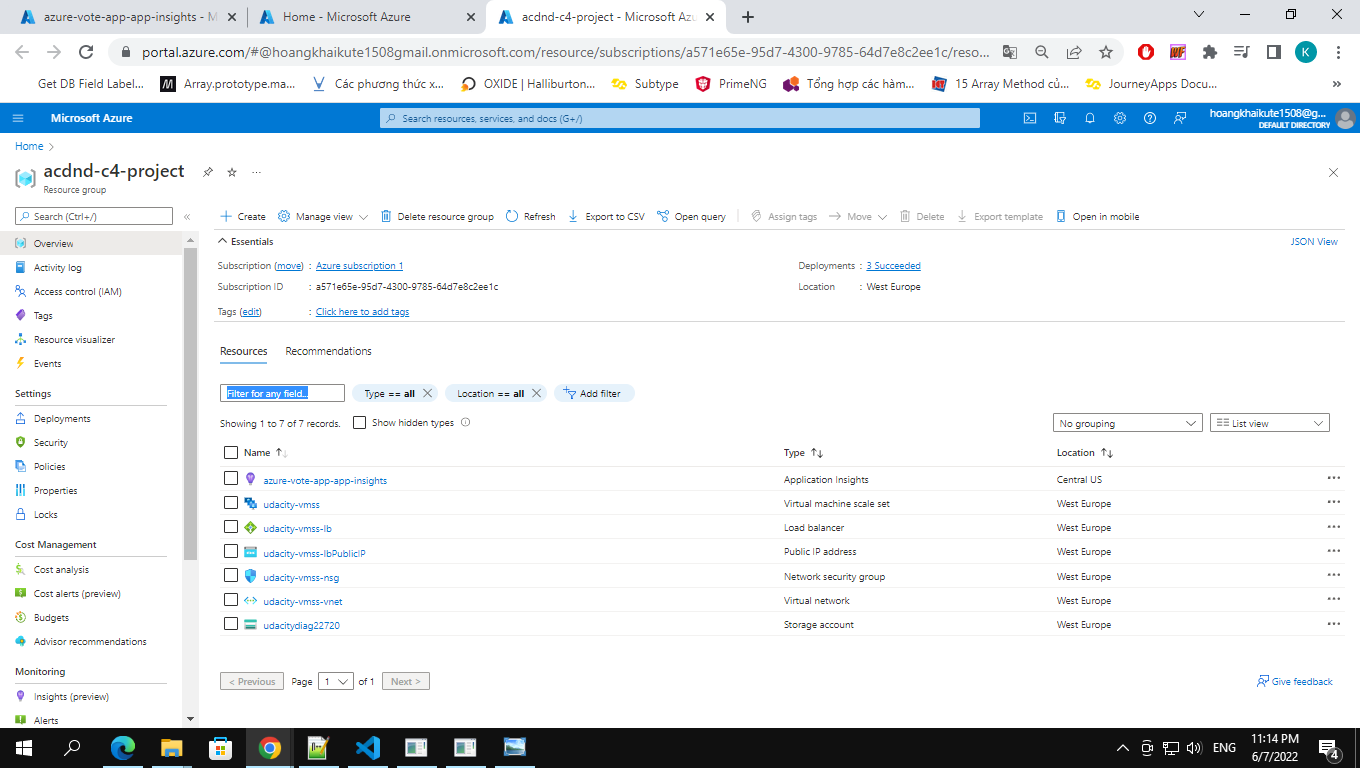 azure-vote-app-app-insights - M
Home - Microsoft Azure
acdnd-c4-project - Microsoft Azu
portal.azure.com/#@hoangkhaikute1508gmail.onmicrosoft.com/resource/subscriptions/a571e65e-95d7-4300-9785-64d7e8c2ee1c/reso...
K
Get DB Field Label...
Array.prototype.ma...
Các phương thức x...
OXIDE | Halliburton...
Subtype
PrimeNG
Tổng hợp các hàm...
15 Array Method củ...
JourneyApps Docu...
»
Microsoft Azure
Search resources, services, and docs (G+/)
hoangkhaikute1508@g...
DEFAULT DIRECTORY
Home >
acdnd-c4-project
Resource group
Search (Ctrl+/)
«
Create
Manage view
Delete resource group
Refresh
Export to CSV
Open query
Assign tags
Move
Delete
Export template
Open in mobile
Overview
Activity log
Access control (IAM)
Tags
Resource visualizer
Events
Settings
Deployments
Security
Policies
Properties
Locks
Cost Management
Cost analysis
Cost alerts (preview)
Budgets
Advisor recommendations
Monitoring
Insights (preview)
Alerts
Essentials
JSON View
Subscription (move) : Azure subscription 1
Deployments : 3 Succeeded
Subscription ID : a571e65e-95d7-4300-9785-64d7e8c2ee1c
Location : West Europe
Tags (edit) : Click here to add tags
Resources
Recommendations
Filter for any field...
Type == all
Location == all
Add filter
Showing 1 to 7 of 7 records.
Show hidden types
No grouping
List view
Name Type Location
azure-vote-app-app-insights Application Insights Central US
udacity-vmss Virtual machine scale set West Europe
udacity-vmss-lb Load balancer West Europe
udacity-vmss-lbPublicIP Public IP address West Europe
udacity-vmss-nsg Network security group West Europe
udacity-vmss-vnet Virtual network West Europe
udacitydiag22720 Storage account West Europe
< Previous
Page 1 of 1
Next >
Give feedback
ENG
11:14 PM
6/7/2022
4